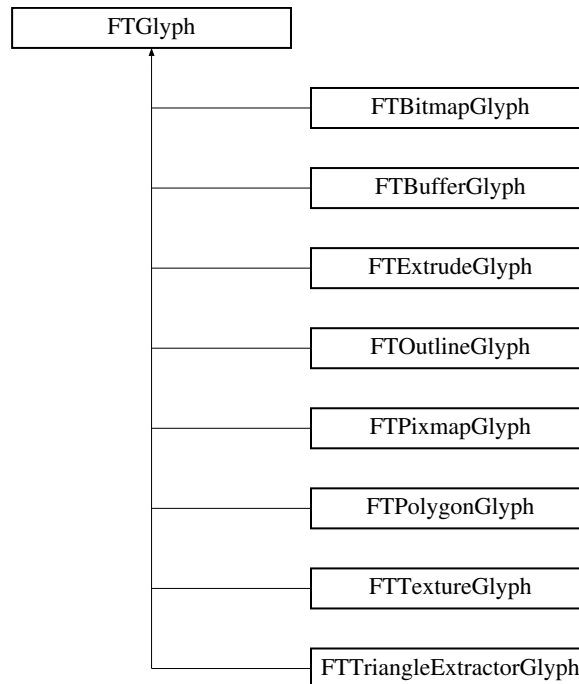 FTGlyph
FTBitmapGlyph
FTBufferGlyph
FTExtrudeGlyph
FTOutlineGlyph
FTPixmapGlyph
FTPolygonGlyph
FTTextureGlyph
FTTriangleExtractorGlyph